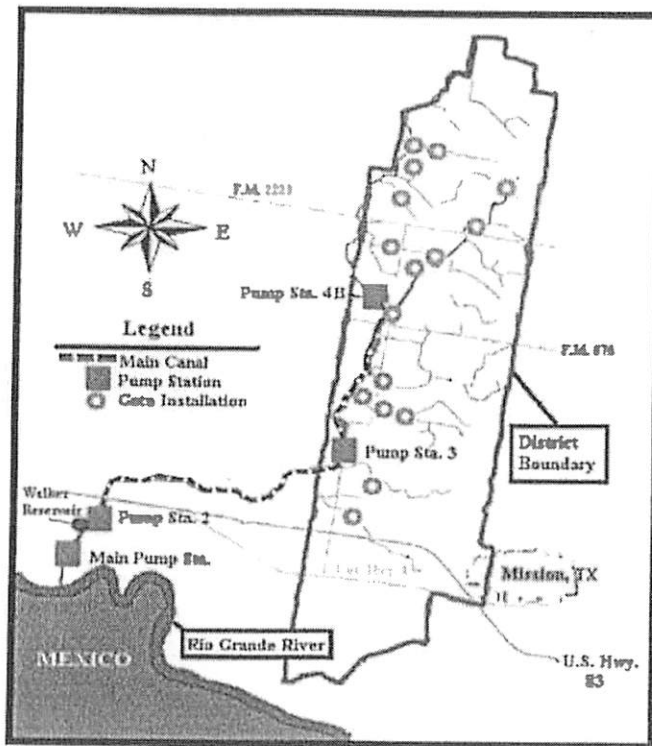 N
W E
S
F.M. 2221
Pump Sta. 4B
Legend
Main Canal
Pump Station
Gate Installation
F.M. 676
District
Boundary
Pump Sta. 3
Walker
Reservoir
Pump Sta. 2
Main Pump Sta.
Mission, TX
Rio Grande River
MEXICO
U.S. Hwy.
83